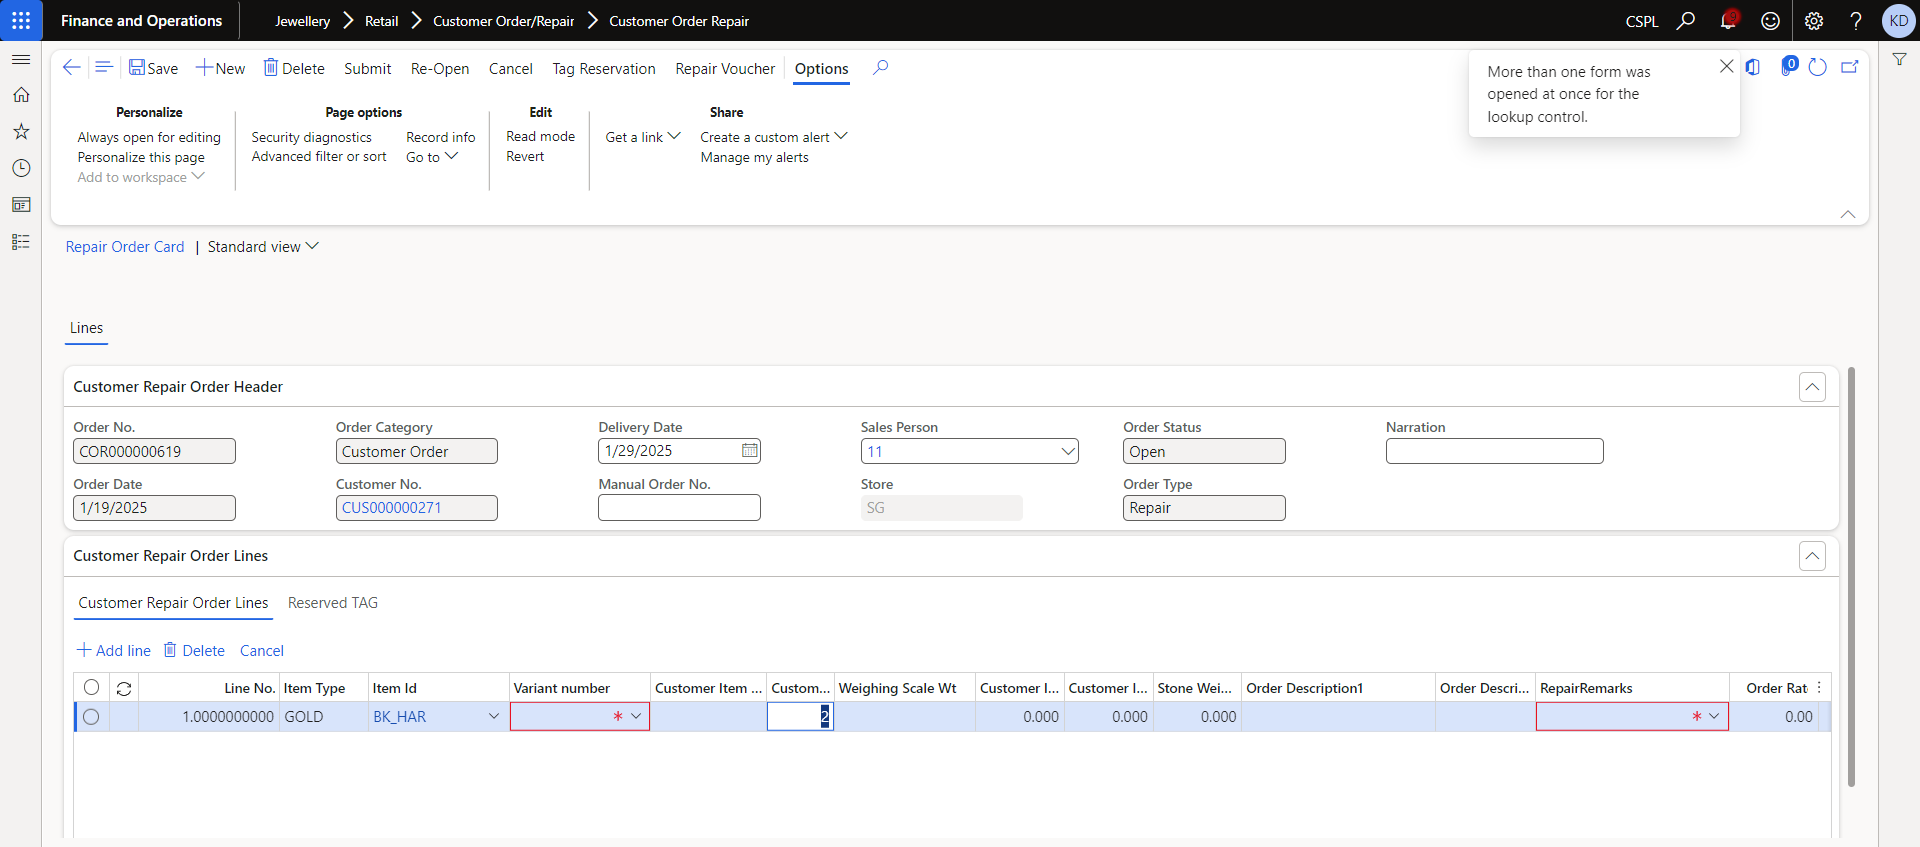 Finance and Operations
Jewellery Retail Customer Order/Repair Customer Order Repair
CSPL
KD
Save New Delete Submit Re-Open Cancel Tag Reservation Repair Voucher Options
0
More than one form was
opened at once for the
lookup control.
Personalize
Always open for editing
Personalize this page
Add to workspace
Page options
Security diagnostics Record info
Advanced filter or sort Go to
Edit
Read mode
Revert
Get a link
Share
Create a custom alert
Manage my alerts
Repair Order Card | Standard view
Lines
Customer Repair Order Header
Order No. Order Category Delivery Date Sales Person Order Status Narration
COR000000619 Customer Order 1/29/2025 11 Open
Order Date Customer No. Manual Order No. Store Order Type
1/19/2025 CUS000000271 SG Repair
Customer Repair Order Lines
Customer Repair Order Lines Reserved TAG
Add line Delete Cancel
Line No. Item Type Item Id Variant number Customer Item ... Custom... Weighing Scale Wt Customer I... Customer I... Stone Wei... Order Description1 Order Descri... RepairRemarks Order Rat
1.0000000000 GOLD BK_HAR * 2 0.000 0.000 0.000 * 0.00